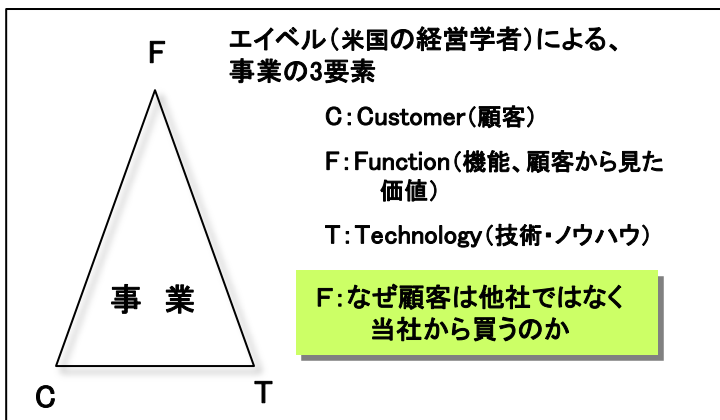 エイベル（米国の経営学者）による、
事業の3要素
F
C：Customer（顧客）
F：Function（機能、顧客から見た
価値）
T：Technology（技術・ノウハウ）
事 業
F：なぜ顧客は他社ではなく
当社から買うのか
C
T